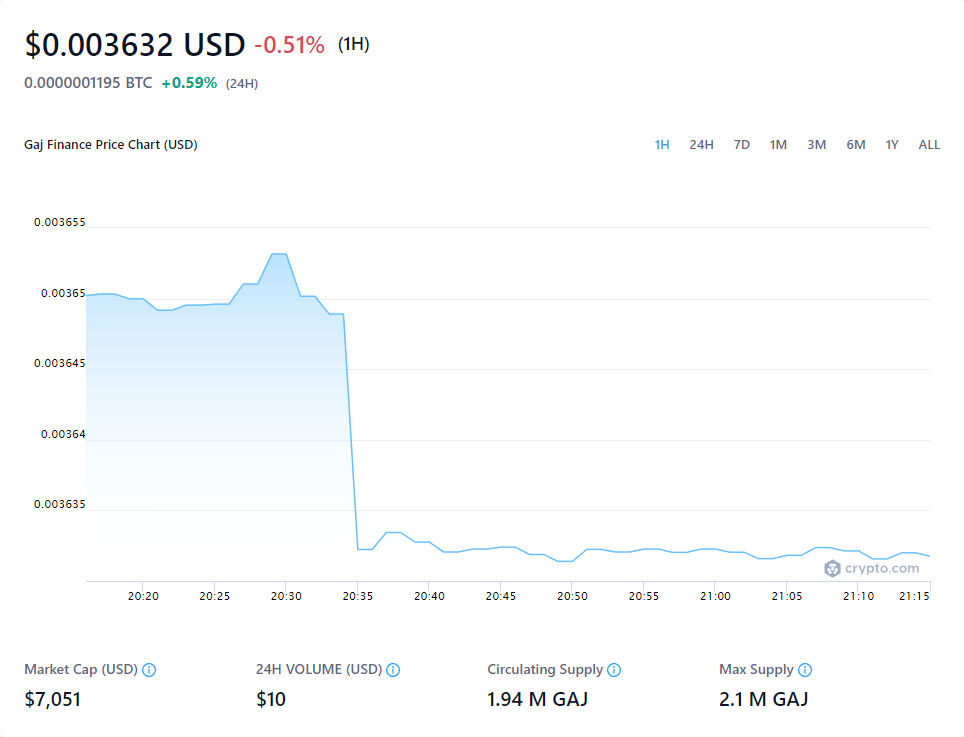 $0.003632 USD -0.51% (1H)
0.0000001195 BTC +0.59% (24H)
Gaj Finance Price Chart (USD) 1H 24H 7D 1M 3M 6M 1Y ALL
0.003655
0.00365
0.003645
0.00364
0.003635
crypto.com
20:20 20:25 20:30 20:35 20:40 20:45 20:50 20:55 21:00 21:05 21:10 21:15
Market Cap (USD) 24H VOLUME (USD) Circulating Supply Max Supply
$7,051 $10 1.94 M GAJ 2.1 M GAJ